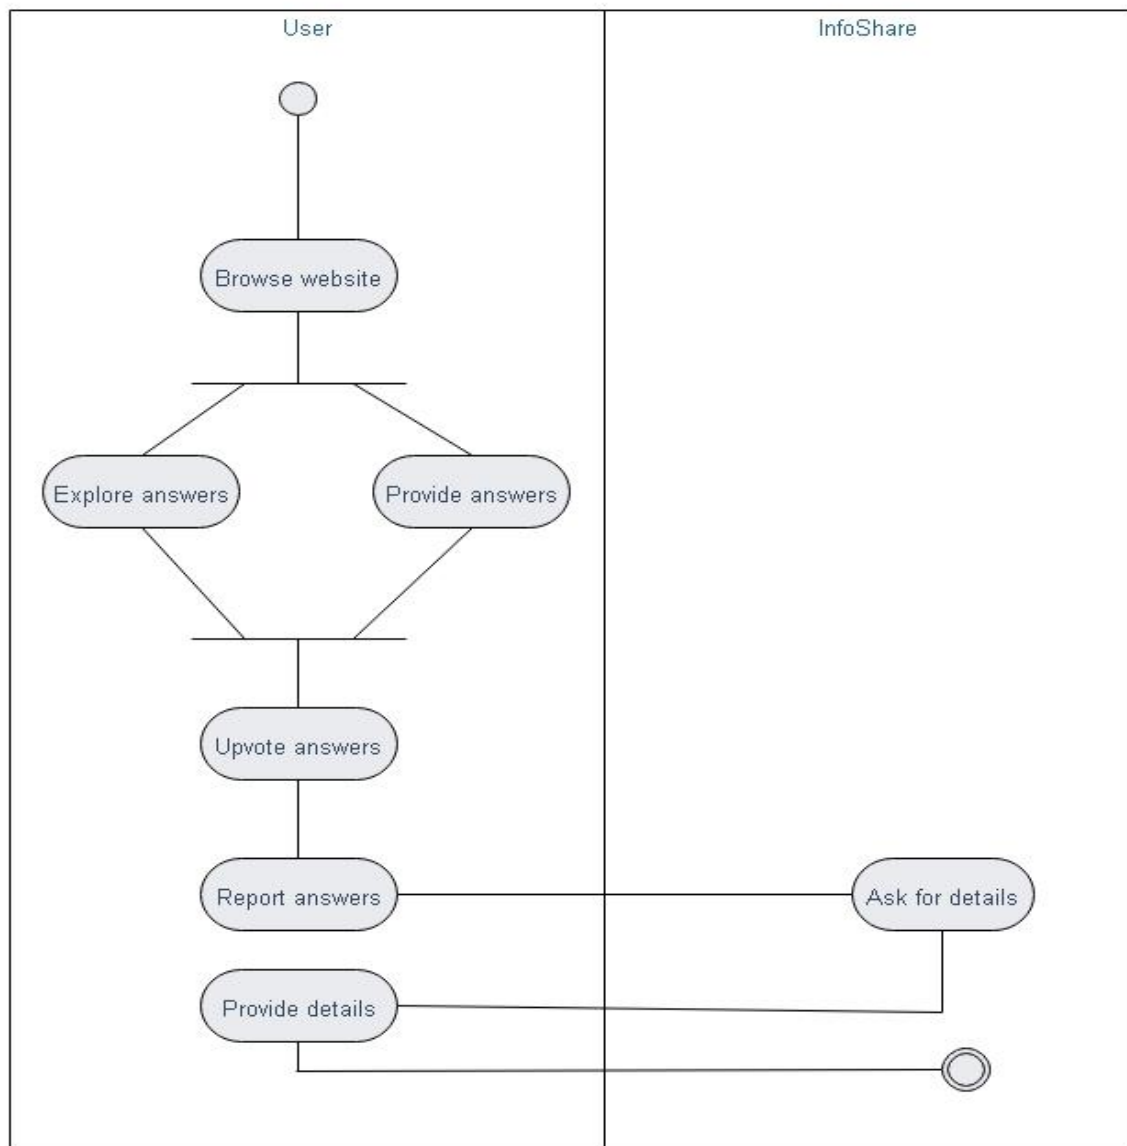 User
InfoShare
Browse website
Explore answers
Provide answers
Upvote answers
Report answers
Ask for details
Provide details